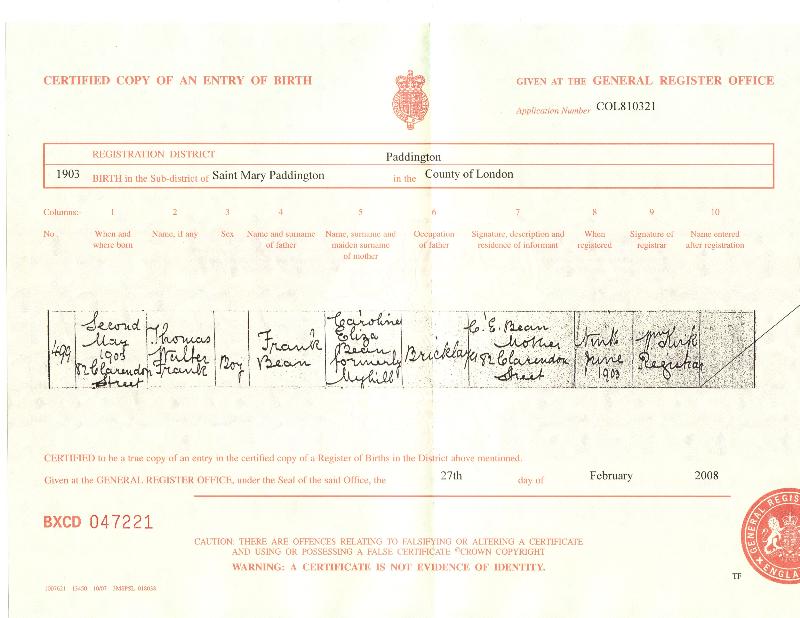 CERTIFIED COPY OF AN ENTRY OF BIRTH
GIVEN AT THE GENERAL REGISTER OFFICE
Application Number COL810321
REGISTRATION DISTRICT Paddington
1903 BIRTH in the Sub-district of Saint Mary Paddington in the County of London
Columns:- 1 2 3 4 5 6 7 8 9 10
No. When and where born
Name, if any
Sex
Name and surname of father
Name, surname and maiden surname of mother
Occupation of father
Signature, description and residence of informant
When registered
Signature of registrar
Name entered after registration
499
Second
May
1903
82 Clarendon
Street
Thomas
Walter
Frank
Boy
Frank
Bean
Caroline
Eliza
Bean
formerly
Myhill
Bricklayer
C. E. Bean
Mother
82 Clarendon
Street
Ninth
June
1903
Wm Kirk
Registrar
CERTIFIED to be a true copy of an entry in the certified copy of a Register of Births in the District above mentioned.
Given at the GENERAL REGISTER OFFICE, under the Seal of the said Office, the 27th day of February 2008
BXCD 047221
CAUTION: THERE ARE OFFENCES RELATING TO FALSIFYING OR ALTERING A CERTIFICATE
AND USING OR POSSESSING A FALSE CERTIFICATE ©CROWN COPYRIGHT
WARNING: A CERTIFICATE IS NOT EVIDENCE OF IDENTITY.
GENERAL REGIS
ENGLA
TF